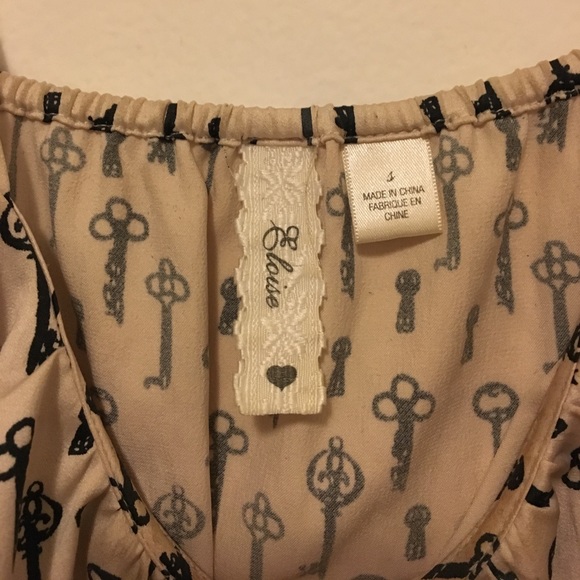 Eloise
s
MADE IN CHINA
FABRIQUE EN
CHINE